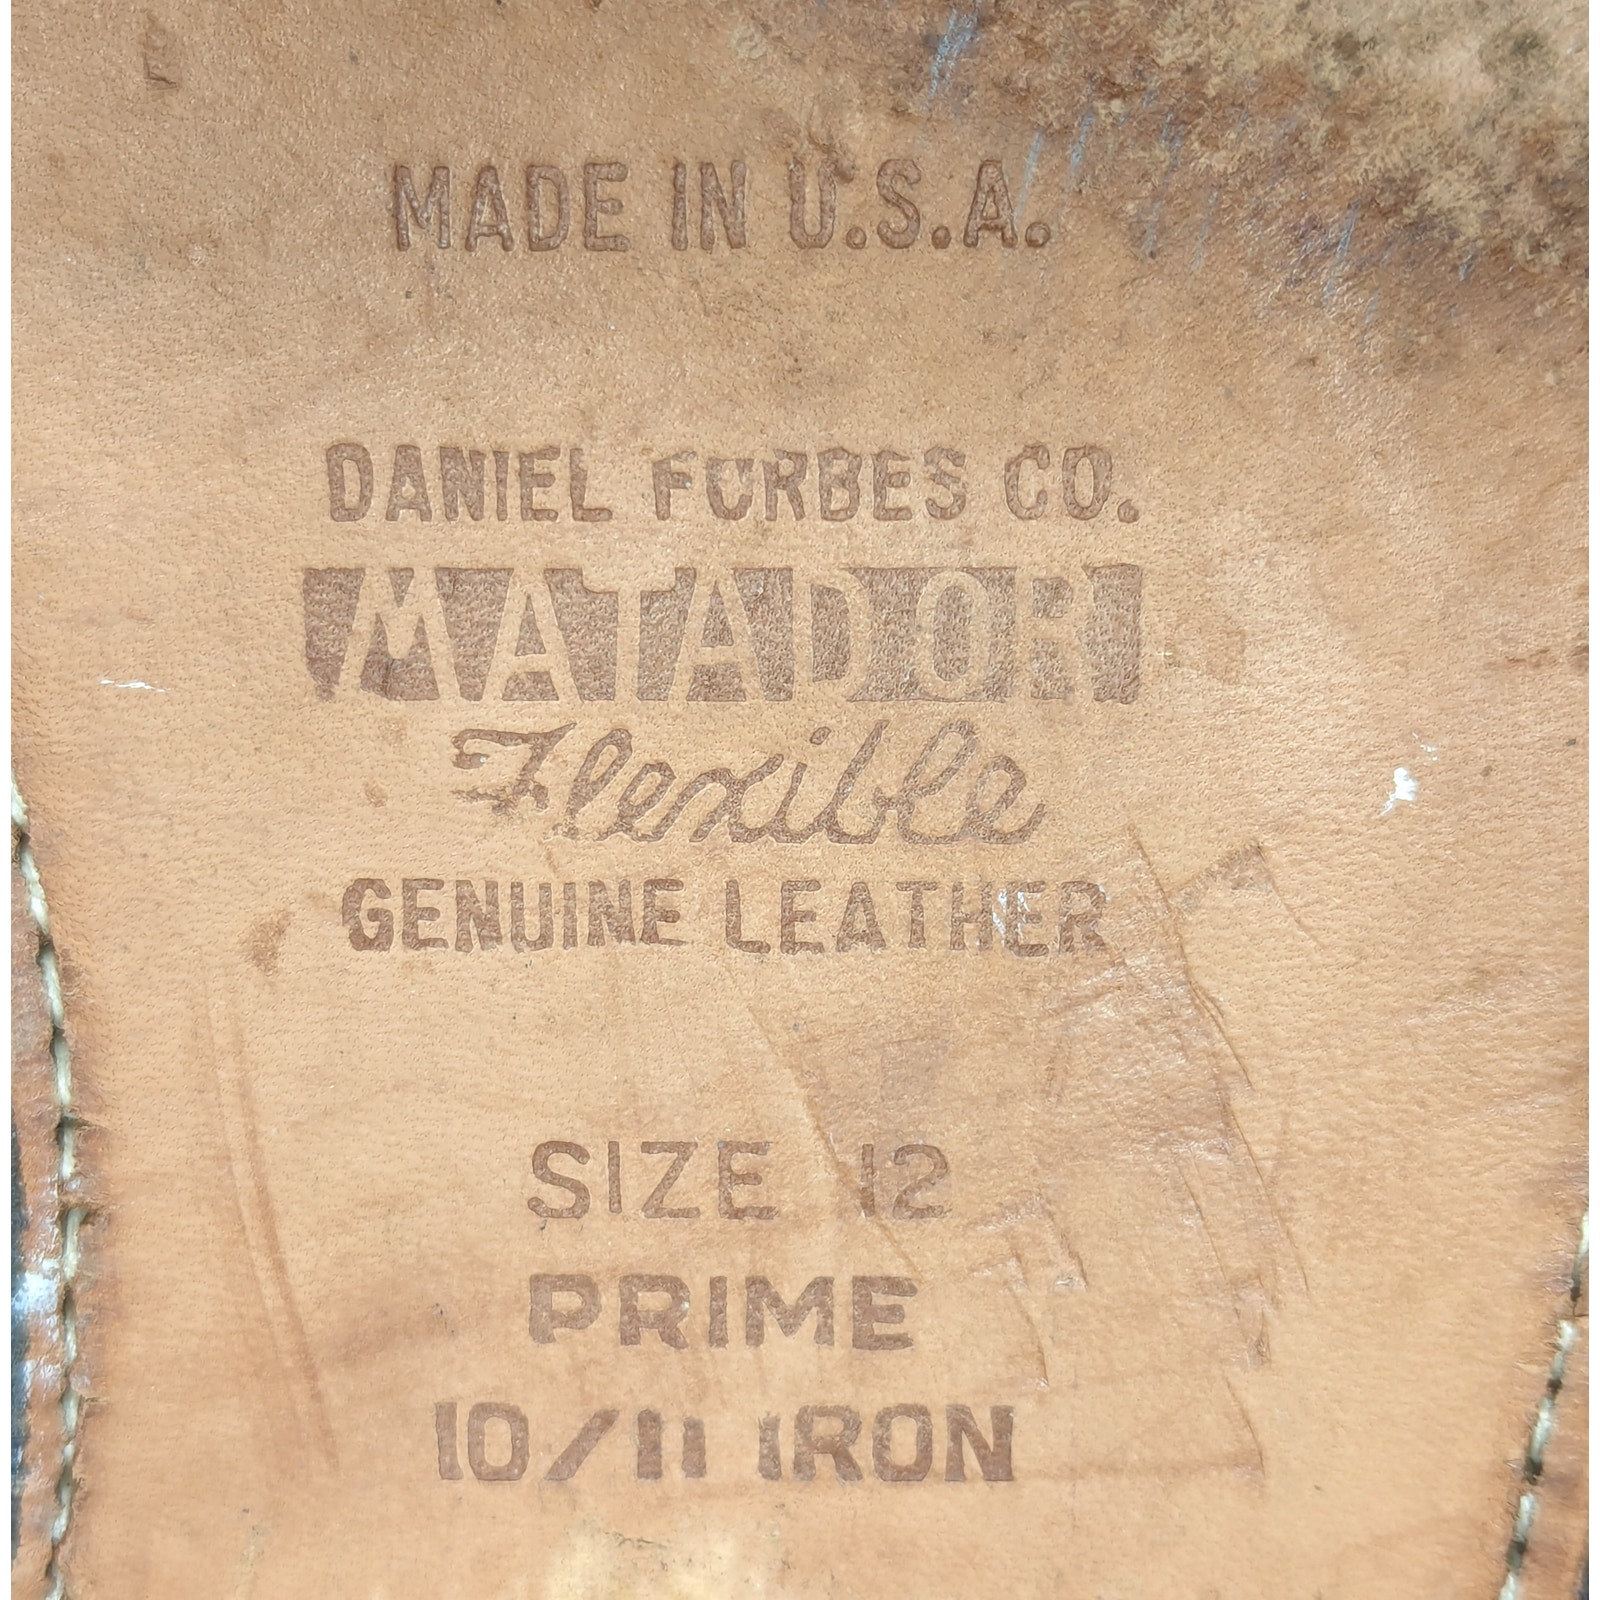 MADE IN U.S.A.
DANIEL FORBES CO.
MATADOR
Flexible
GENUINE LEATHER
SIZE 12
PRIME
10/11 IRON